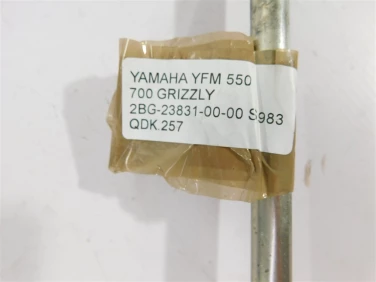 YAMAHA YFM 550
700 GRIZZLY
2BG-23831-00-00 S983
QDK.257